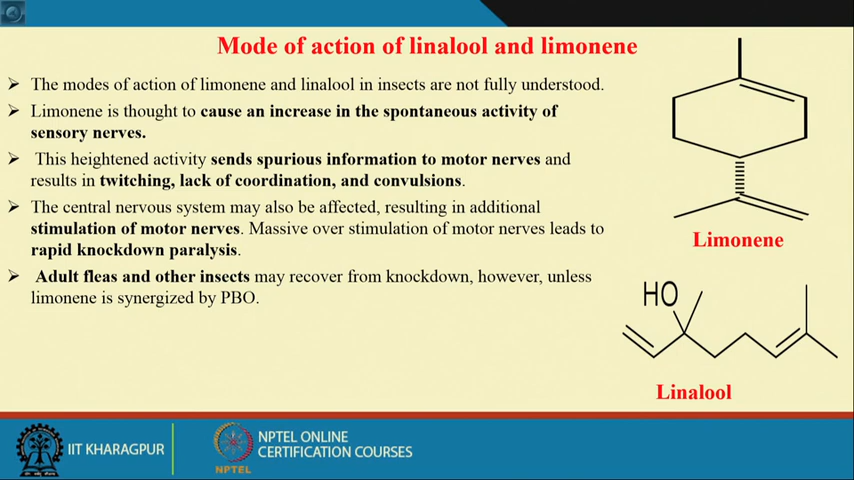 Mode of action of linalool and limonene
➢ The modes of action of limonene and linalool in insects are not fully understood.
➢ Limonene is thought to cause an increase in the spontaneous activity of
sensory nerves.
➢ This heightened activity sends spurious information to motor nerves and
results in twitching, lack of coordination, and convulsions.
➢ The central nervous system may also be affected, resulting in additional
stimulation of motor nerves. Massive over stimulation of motor nerves leads to
rapid knockdown paralysis.
➢ Adult fleas and other insects may recover from knockdown, however, unless
limonene is synergized by PBO.
Limonene
HO
Linalool
IIT KHARAGPUR
NPTEL
NPTEL ONLINE
CERTIFICATION COURSES